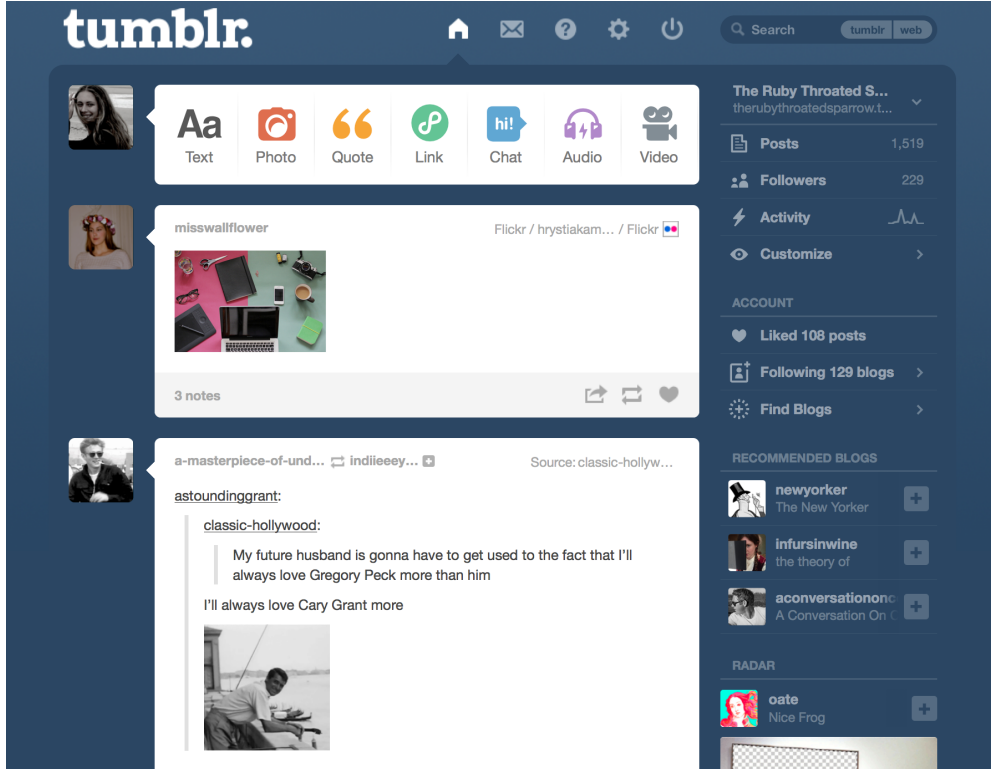 tumblr.
Search
tumblr
web
Aa
Text
Photo
Quote
Link
hi!
Chat
Audio
Video
misswallflower
Flickr / hrystiakam… / Flickr
3 notes
a-masterpiece-of-und…
indiieeey…
Source: classic-hollyw…
astoundinggrant:
classic-hollywood:
My future husband is gonna have to get used to the fact that I'll
always love Gregory Peck more than him
I'll always love Cary Grant more
The Ruby Throated S…
therubythroatedsparrow.t…
Posts 1,519
Followers 229
Activity
Customize
ACCOUNT
Liked 108 posts
Following 129 blogs
Find Blogs
RECOMMENDED BLOGS
newyorker
The New Yorker
infursinwine
the theory of
aconversationonc
A Conversation On C
RADAR
oate
Nice Frog